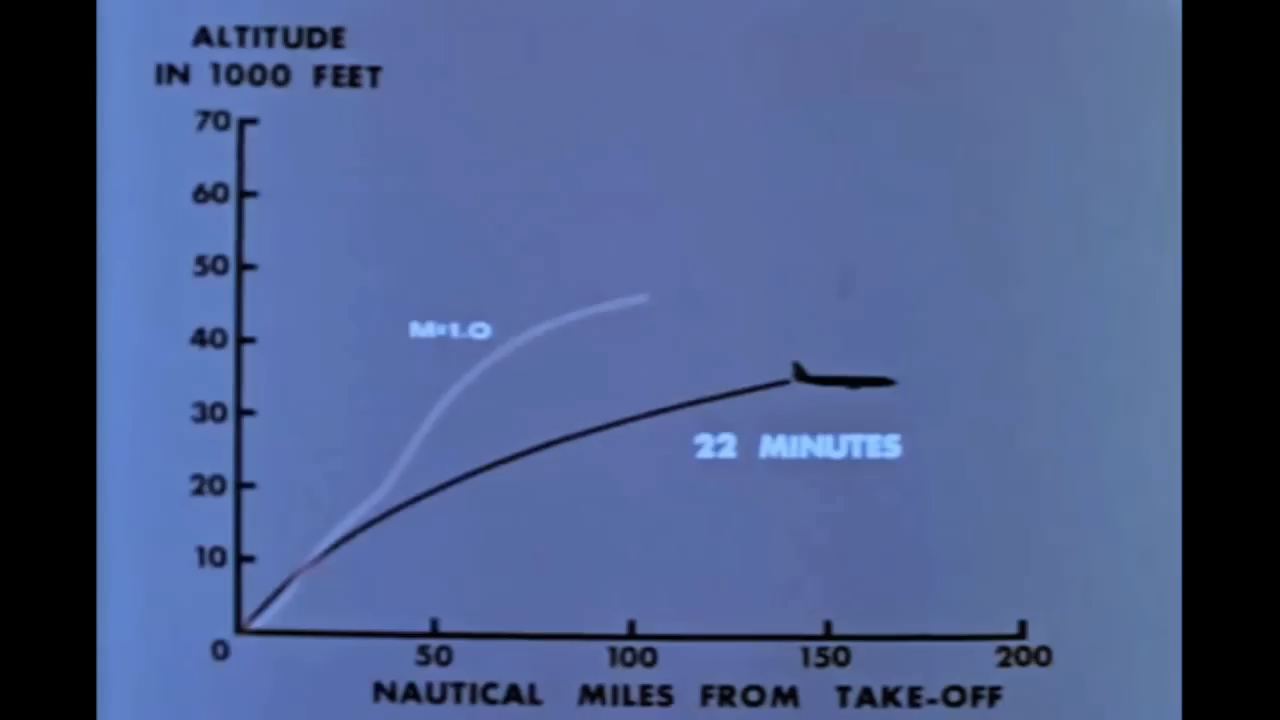 ALTITUDE
IN 1000 FEET
70
60
50
40
30
20
10
0
M=1.0
22 MINUTES
50 100 150 200
NAUTICAL MILES FROM TAKE-OFF